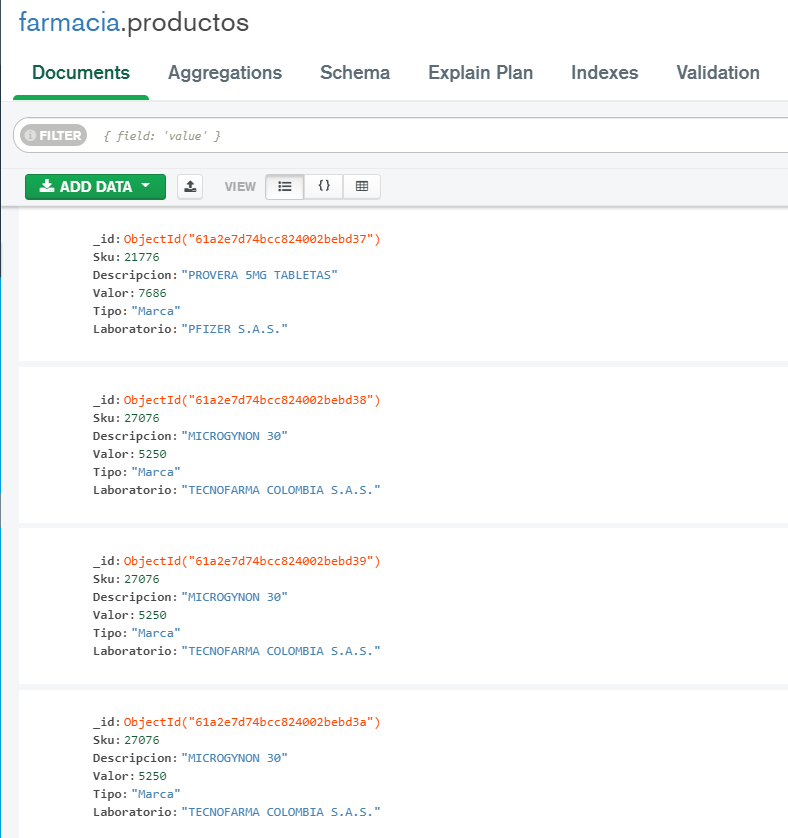 farmacia.productos
Documents Aggregations Schema Explain Plan Indexes Validation
FILTER { field: 'value' }
ADD DATA VIEW {}
_id: ObjectId("61a2e7d74bcc824002bebd37")
Sku: 21776
Descripcion: "PROVERA 5MG TABLETAS"
Valor: 7686
Tipo: "Marca"
Laboratorio: "PFIZER S.A.S."
_id: ObjectId("61a2e7d74bcc824002bebd38")
Sku: 27076
Descripcion: "MICROGYNON 30"
Valor: 5250
Tipo: "Marca"
Laboratorio: "TECNOFARMA COLOMBIA S.A.S."
_id: ObjectId("61a2e7d74bcc824002bebd39")
Sku: 27076
Descripcion: "MICROGYNON 30"
Valor: 5250
Tipo: "Marca"
Laboratorio: "TECNOFARMA COLOMBIA S.A.S."
_id: ObjectId("61a2e7d74bcc824002bebd3a")
Sku: 27076
Descripcion: "MICROGYNON 30"
Valor: 5250
Tipo: "Marca"
Laboratorio: "TECNOFARMA COLOMBIA S.A.S."